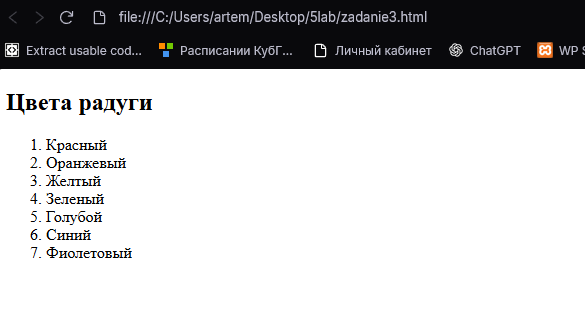 file:///C:/Users/artem/Desktop/5lab/zadanie3.html
Extract usable cod... Расписании КубГ... Личный кабинет ChatGPT WP S
Цвета радуги
1. Красный
2. Оранжевый
3. Желтый
4. Зеленый
5. Голубой
6. Синий
7. Фиолетовый